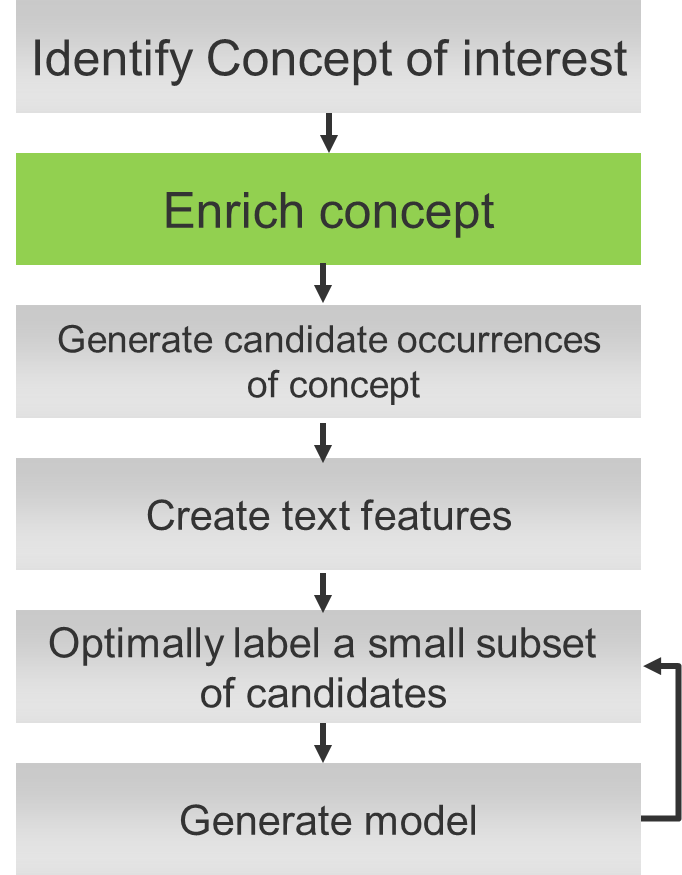 Identify Concept of interest
Enrich concept
Generate candidate occurrences
of concept
Create text features
Optimally label a small subset
of candidates
Generate model